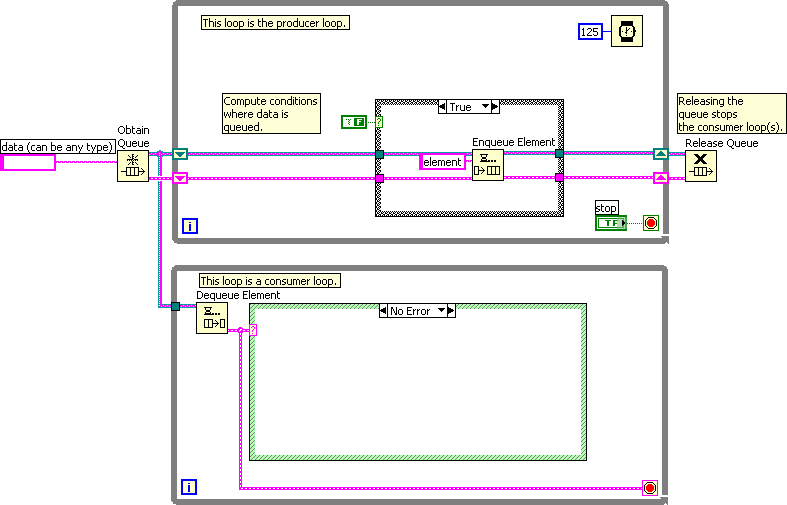 This loop is the producer loop.
125
Compute conditions
where data is
queued.
True
Releasing the
queue stops
the consumer loop(s).
T F
?
Obtain
Queue
Enqueue Element
Release Queue
data (can be any type)
element
stop
TF
i
This loop is a consumer loop.
Dequeue Element
No Error
?
i